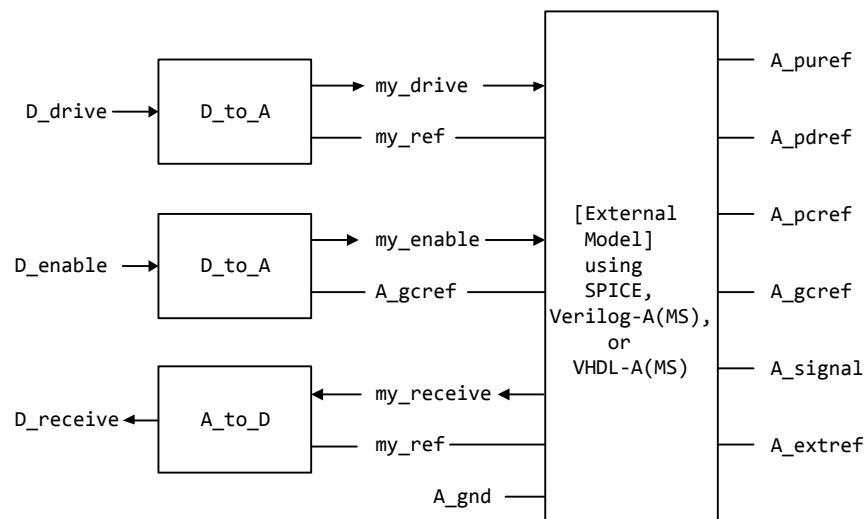 D_drive
D_to_A
my_drive
my_ref
D_enable
D_to_A
my_enable
A_gcref
D_receive
A_to_D
my_receive
my_ref
A_gnd
[External
Model]
using
SPICE,
Verilog-A(MS),
or
VHDL-A(MS)
A_puref
A_pdref
A_pcref
A_gcref
A_signal
A_extref